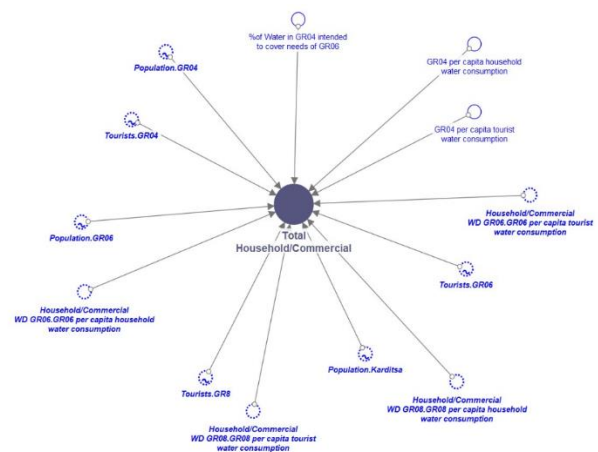 %of Water in GR04 intended
to cover needs of GR06
Population.GR04
GR04 per capita household
water consumption
Tourists.GR04
GR04 per capita tourist
water consumption
Household/Commercial
WD GR06.GR06 per capita tourist
water consumption
Total
Household/Commercial
Population.GR06
Tourists.GR06
Household/Commercial
WD GR06.GR06 per capita household
water consumption
Population.Karditsa
Tourists.GR8
Household/Commercial
WD GR08.GR08 per capita household
water consumption
Household/Commercial
WD GR08.GR08 per capita tourist
water consumption